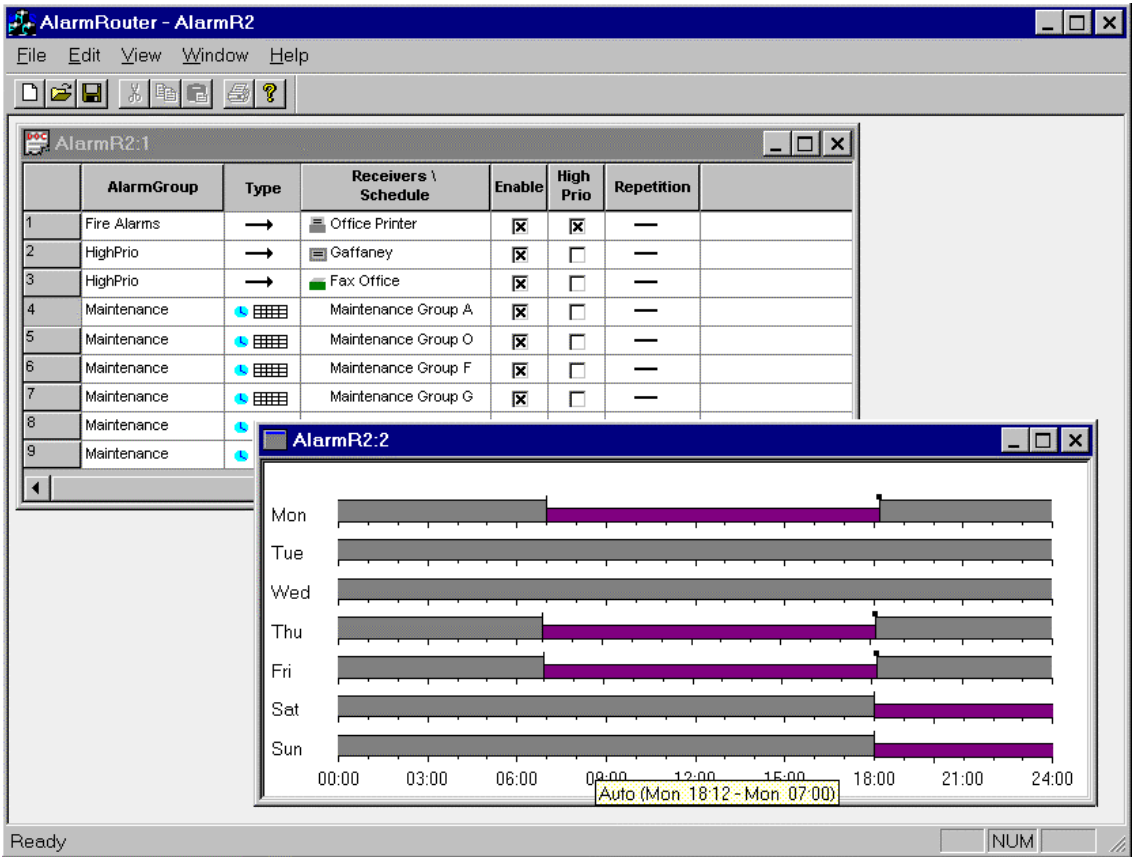 AlarmRouter - AlarmR2
File Edit View Window Help
DOC AlarmR2:1
AlarmGroup Type Receivers \ Schedule Enable High Prio Repetition
1 Fire Alarms Office Printer
2 HighPrio Gaffaney
3 HighPrio Fax Office
4 Maintenance Maintenance Group A
5 Maintenance Maintenance Group O
6 Maintenance Maintenance Group F
7 Maintenance Maintenance Group G
8 Maintenance
9 Maintenance
AlarmR2:2
Mon
Tue
Wed
Thu
Fri
Sat
Sun
00:00 03:00 06:00 09:00 12:00 15:00 18:00 21:00 24:00
Auto (Mon 18:12 - Mon 07:00)
Ready NUM